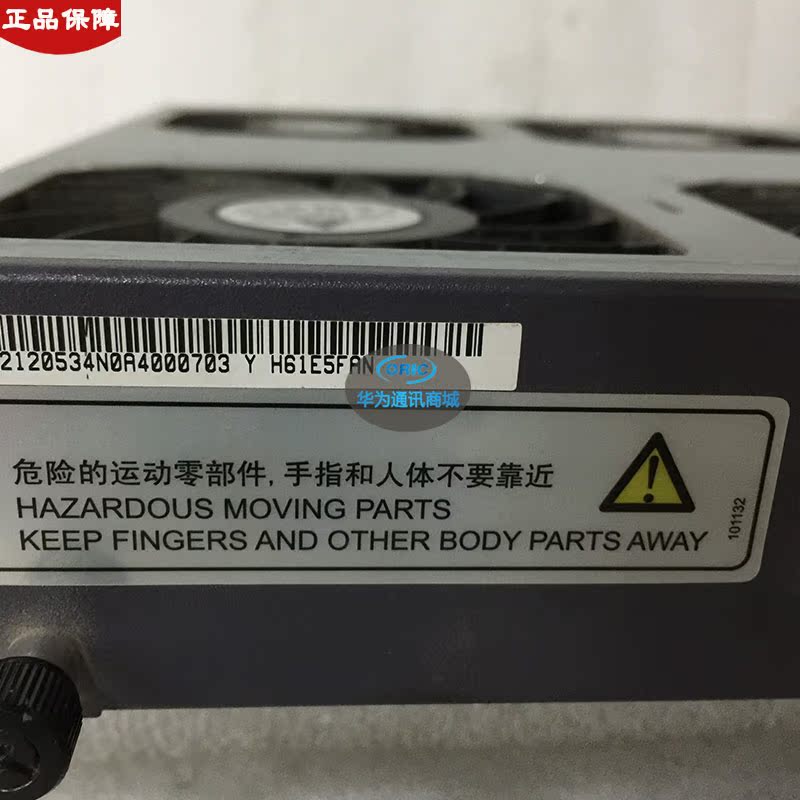 正品保障
2120534N0A4000703 Y H61E5FAN
ORIC
华为通讯商城
危险的运动零部件,手指和人体不要靠近
HAZARDOUS MOVING PARTS
KEEP FINGERS AND OTHER BODY PARTS AWAY
101132